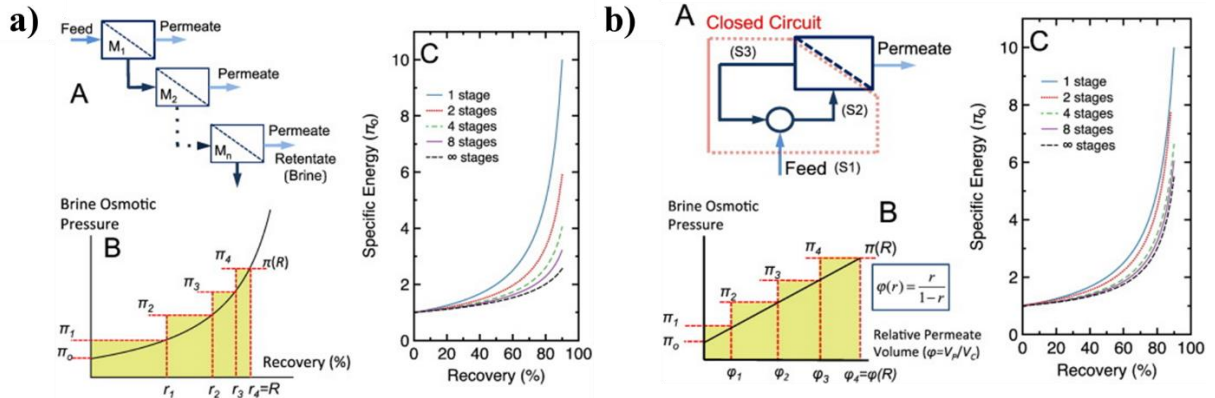 a)
A
Feed
M1
Permeate
M2
Permeate
Mn
Permeate
Retentate
(Brine)
Brine Osmotic
Pressure
B
π4
π(R)
π3
π2
π1
πo
Recovery (%)
r1 r2 r3 r4=R
C
Specific Energy (πo)
10
8
6
4
2
0
1 stage
2 stages
4 stages
8 stages
∞ stages
0 20 40 60 80 100
Recovery (%)
b)
A
Closed Circuit
(S3)
Permeate
(S2)
Feed (S1)
B
Brine Osmotic
Pressure
π4
π(R)
π3
π2
π1
πo
φ(r) = r / 1−r
Relative Permeate
Volume (φ=VP/VC)
φ1 φ2 φ3 φ4=φ(R)
C
Specific Energy (πo)
10
8
6
4
2
0
1 stage
2 stages
4 stages
8 stages
∞ stages
0 20 40 60 80 100
Recovery (%)